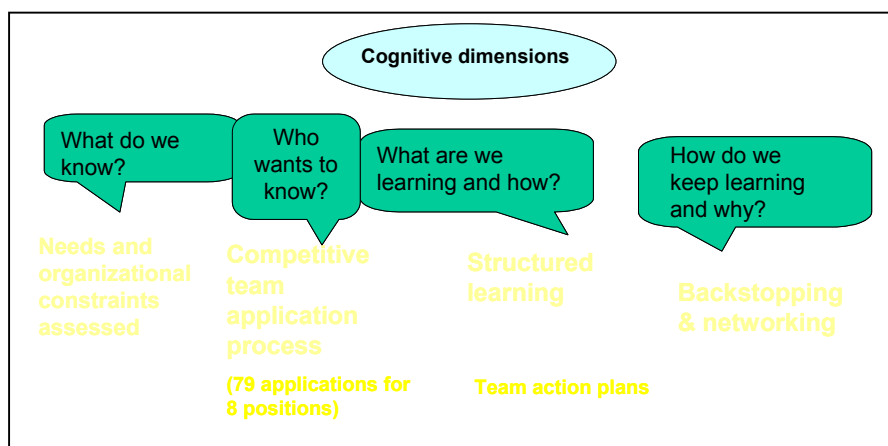 Cognitive dimensions
What do we
know?
Who
wants to
know?
What are we
learning and how?
How do we
keep learning
and why?
Needs and
organizational
constraints
assessed
Competitive
team
application
process
(79 applications for
8 positions)
Structured
learning
Team action plans
Backstopping
& networking